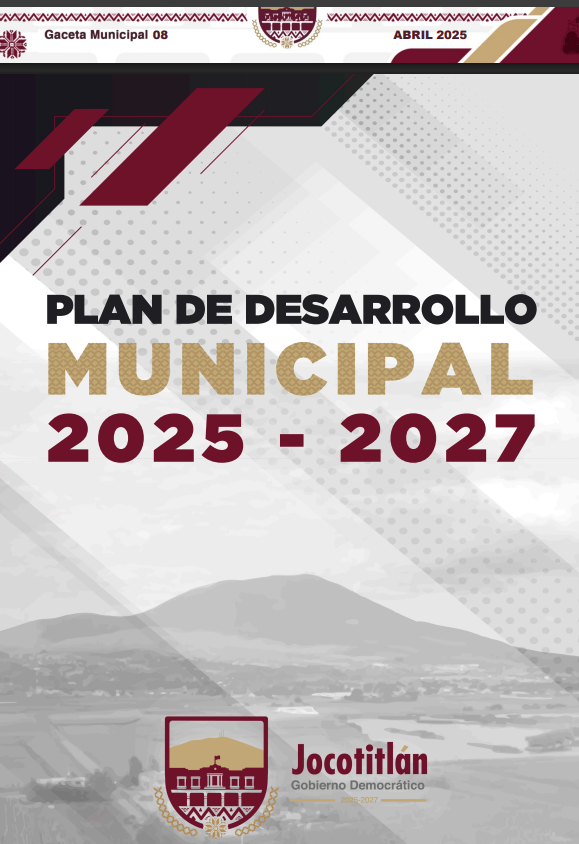 Gaceta Municipal 08
ABRIL 2025
PLAN DE DESARROLLO
MUNICIPAL
2025 - 2027
Jocotitlán
Gobierno Democrático
2025-2027